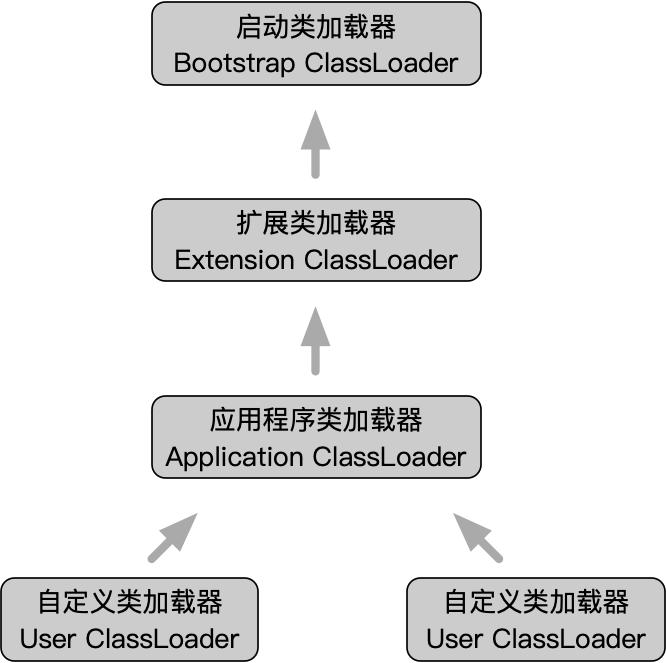 启动类加载器
Bootstrap ClassLoader
扩展类加载器
Extension ClassLoader
应用程序类加载器
Application ClassLoader
自定义类加载器
User ClassLoader
自定义类加载器
User ClassLoader